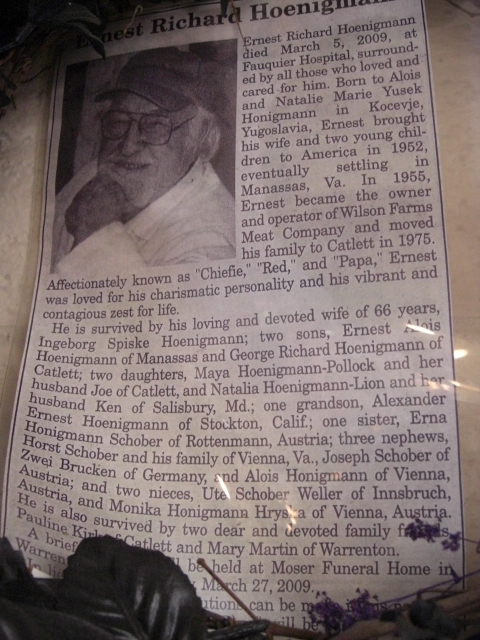 Ernest Richard Hoenigmann
Ernest Richard Hoenigmann
died March 5, 2009, at
Fauquier Hospital, surround-
ed by all those who loved and
cared for him. Born to Alois
and Natalie Marie Yusek
Honigmann in Kocevje,
Yugoslavia, Ernest brought
his wife and two young chil-
dren to America in 1952,
eventually settling in
Manassas, Va. In 1955,
Ernest became the owner
and operator of Wilson Farms
Meat Company and moved
his family to Catlett in 1975.
Affectionately known as "Chiefie," "Red," and "Papa," Ernest
was loved for his charismatic personality and his vibrant and
contagious zest for life.
He is survived by his loving and devoted wife of 66 years,
Ingeborg Spiske Hoenigmann; two sons, Ernest Alois
Hoenigmann of Manassas and George Richard Hoenigmann of
Catlett; two daughters, Maya Hoenigmann-Pollock and her
husband Joe of Catlett, and Natalia Hoenigmann-Lion and her
husband Ken of Salisbury, Md.; one grandson, Alexander
Ernest Hoenigmann of Stockton, Calif.; one sister, Erna
Honigmann Schober of Rottenmann, Austria; three nephews,
Horst Schober and his family of Vienna, Va., Joseph Schober of
Zwei Brucken of Germany, and Alois Honigmann of Vienna,
Austria; and two nieces, Ute Schober Weller of Innsbruch,
Austria, and Monika Honigmann Hryska of Vienna, Austria.
He is also survived by two dear and devoted family friends,
Pauline Catlett and Mary Martin of Warrenton.
A brief be held at Moser Funeral Home in
Warrenton March 27, 2009.
can be
will be